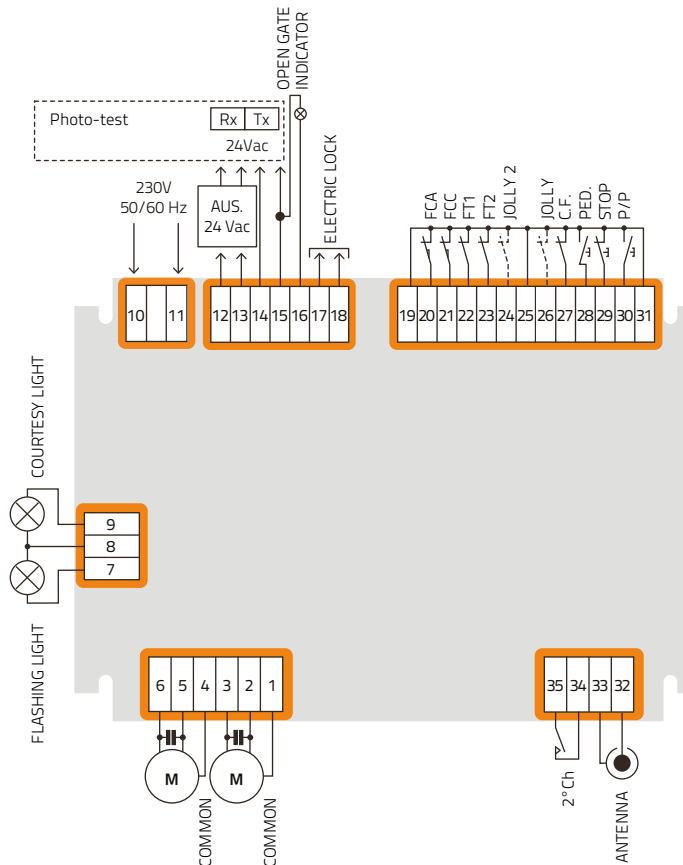 OPEN GATE
INDICATOR
Photo-test
Rx Tx
24Vac
230V
50/60 Hz
AUS.
24 Vac
ELECTRIC LOCK
FCA
FCC
FT1
FT2
JOLLY 2
JOLLY
C.F.
PED.
STOP
P/P
10 11
12 13 14 15 16 17 18
19 20 21 22 23 24 25 26 27 28 29 30 31
COURTESY LIGHT
9
8
7
FLASHING LIGHT
6 5 4 3 2 1
M
M
COMMON
COMMON
35 34 33 32
2°Ch
ANTENNA